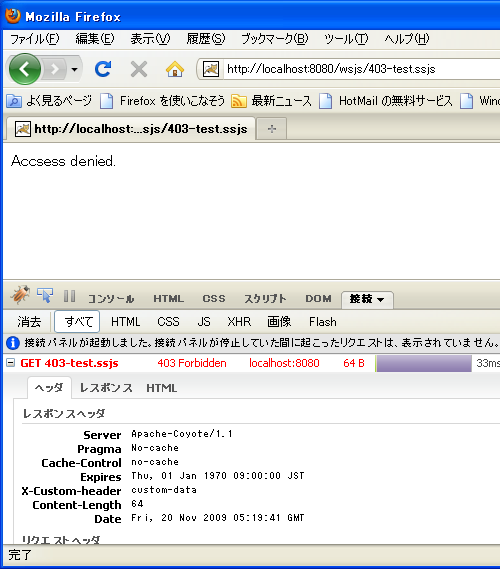 Mozilla Firefox
ファイル(F) 編集(E) 表示(V) 履歴(S) ブックマーク(B) ツール(T) ヘルプ(H)
http://localhost:8080/wsjs/403-test.ssjs
よく見るページ Firefox を使いこなそう 最新ニュース HotMail の無料サービス Wind
http://localhost:...sjs/403-test.ssjs
Accsess denied.
コンソール HTML CSS スクリプト DOM 接続
消去 すべて HTML CSS JS XHR 画像 Flash
接続パネルが起動しました。接続パネルが停止していた間に起こったリクエストは、表示されていません。
GET 403-test.ssjs 403 Forbidden localhost:8080 64 B 33ms
ヘッダ レスポンス HTML
レスポンスヘッダ
Server Apache-Coyote/1.1
Pragma No-cache
Cache-Control no-cache
Expires Thu, 01 Jan 1970 09:00:00 JST
X-Custom-header custom-data
Content-Length 64
Date Fri, 20 Nov 2009 05:19:41 GMT
リクエストヘッダ
完了